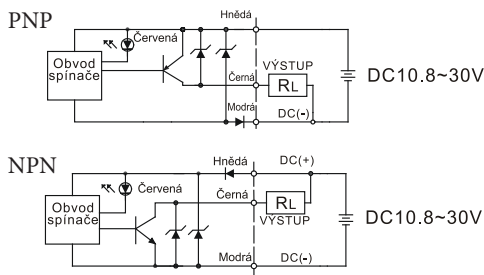 PNP
Hnědá
Červená
Obvod
spínače
VÝSTUP
Černá
RL
DC10.8~30V
Modrá
DC(-)
NPN
Hnědá
DC(+)
Červená
Černá
Obvod
spínače
RL
VÝSTUP
DC10.8~30V
Modrá
DC(-)